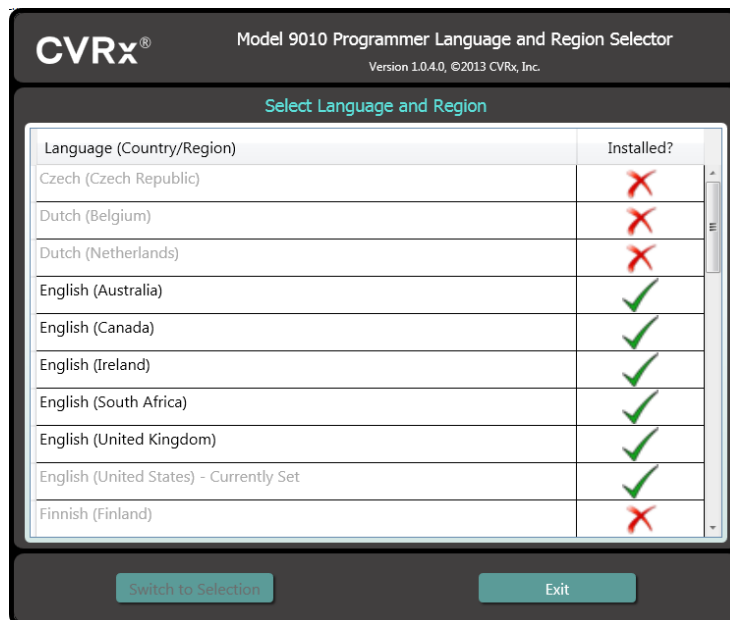 CVRx®
Model 9010 Programmer Language and Region Selector
Version 1.0.4.0, ©2013 CVRx, Inc.
Select Language and Region
Language (Country/Region) Installed?
Czech (Czech Republic)
Dutch (Belgium)
Dutch (Netherlands)
English (Australia)
English (Canada)
English (Ireland)
English (South Africa)
English (United Kingdom)
English (United States) - Currently Set
Finnish (Finland)
Switch to Selection Exit